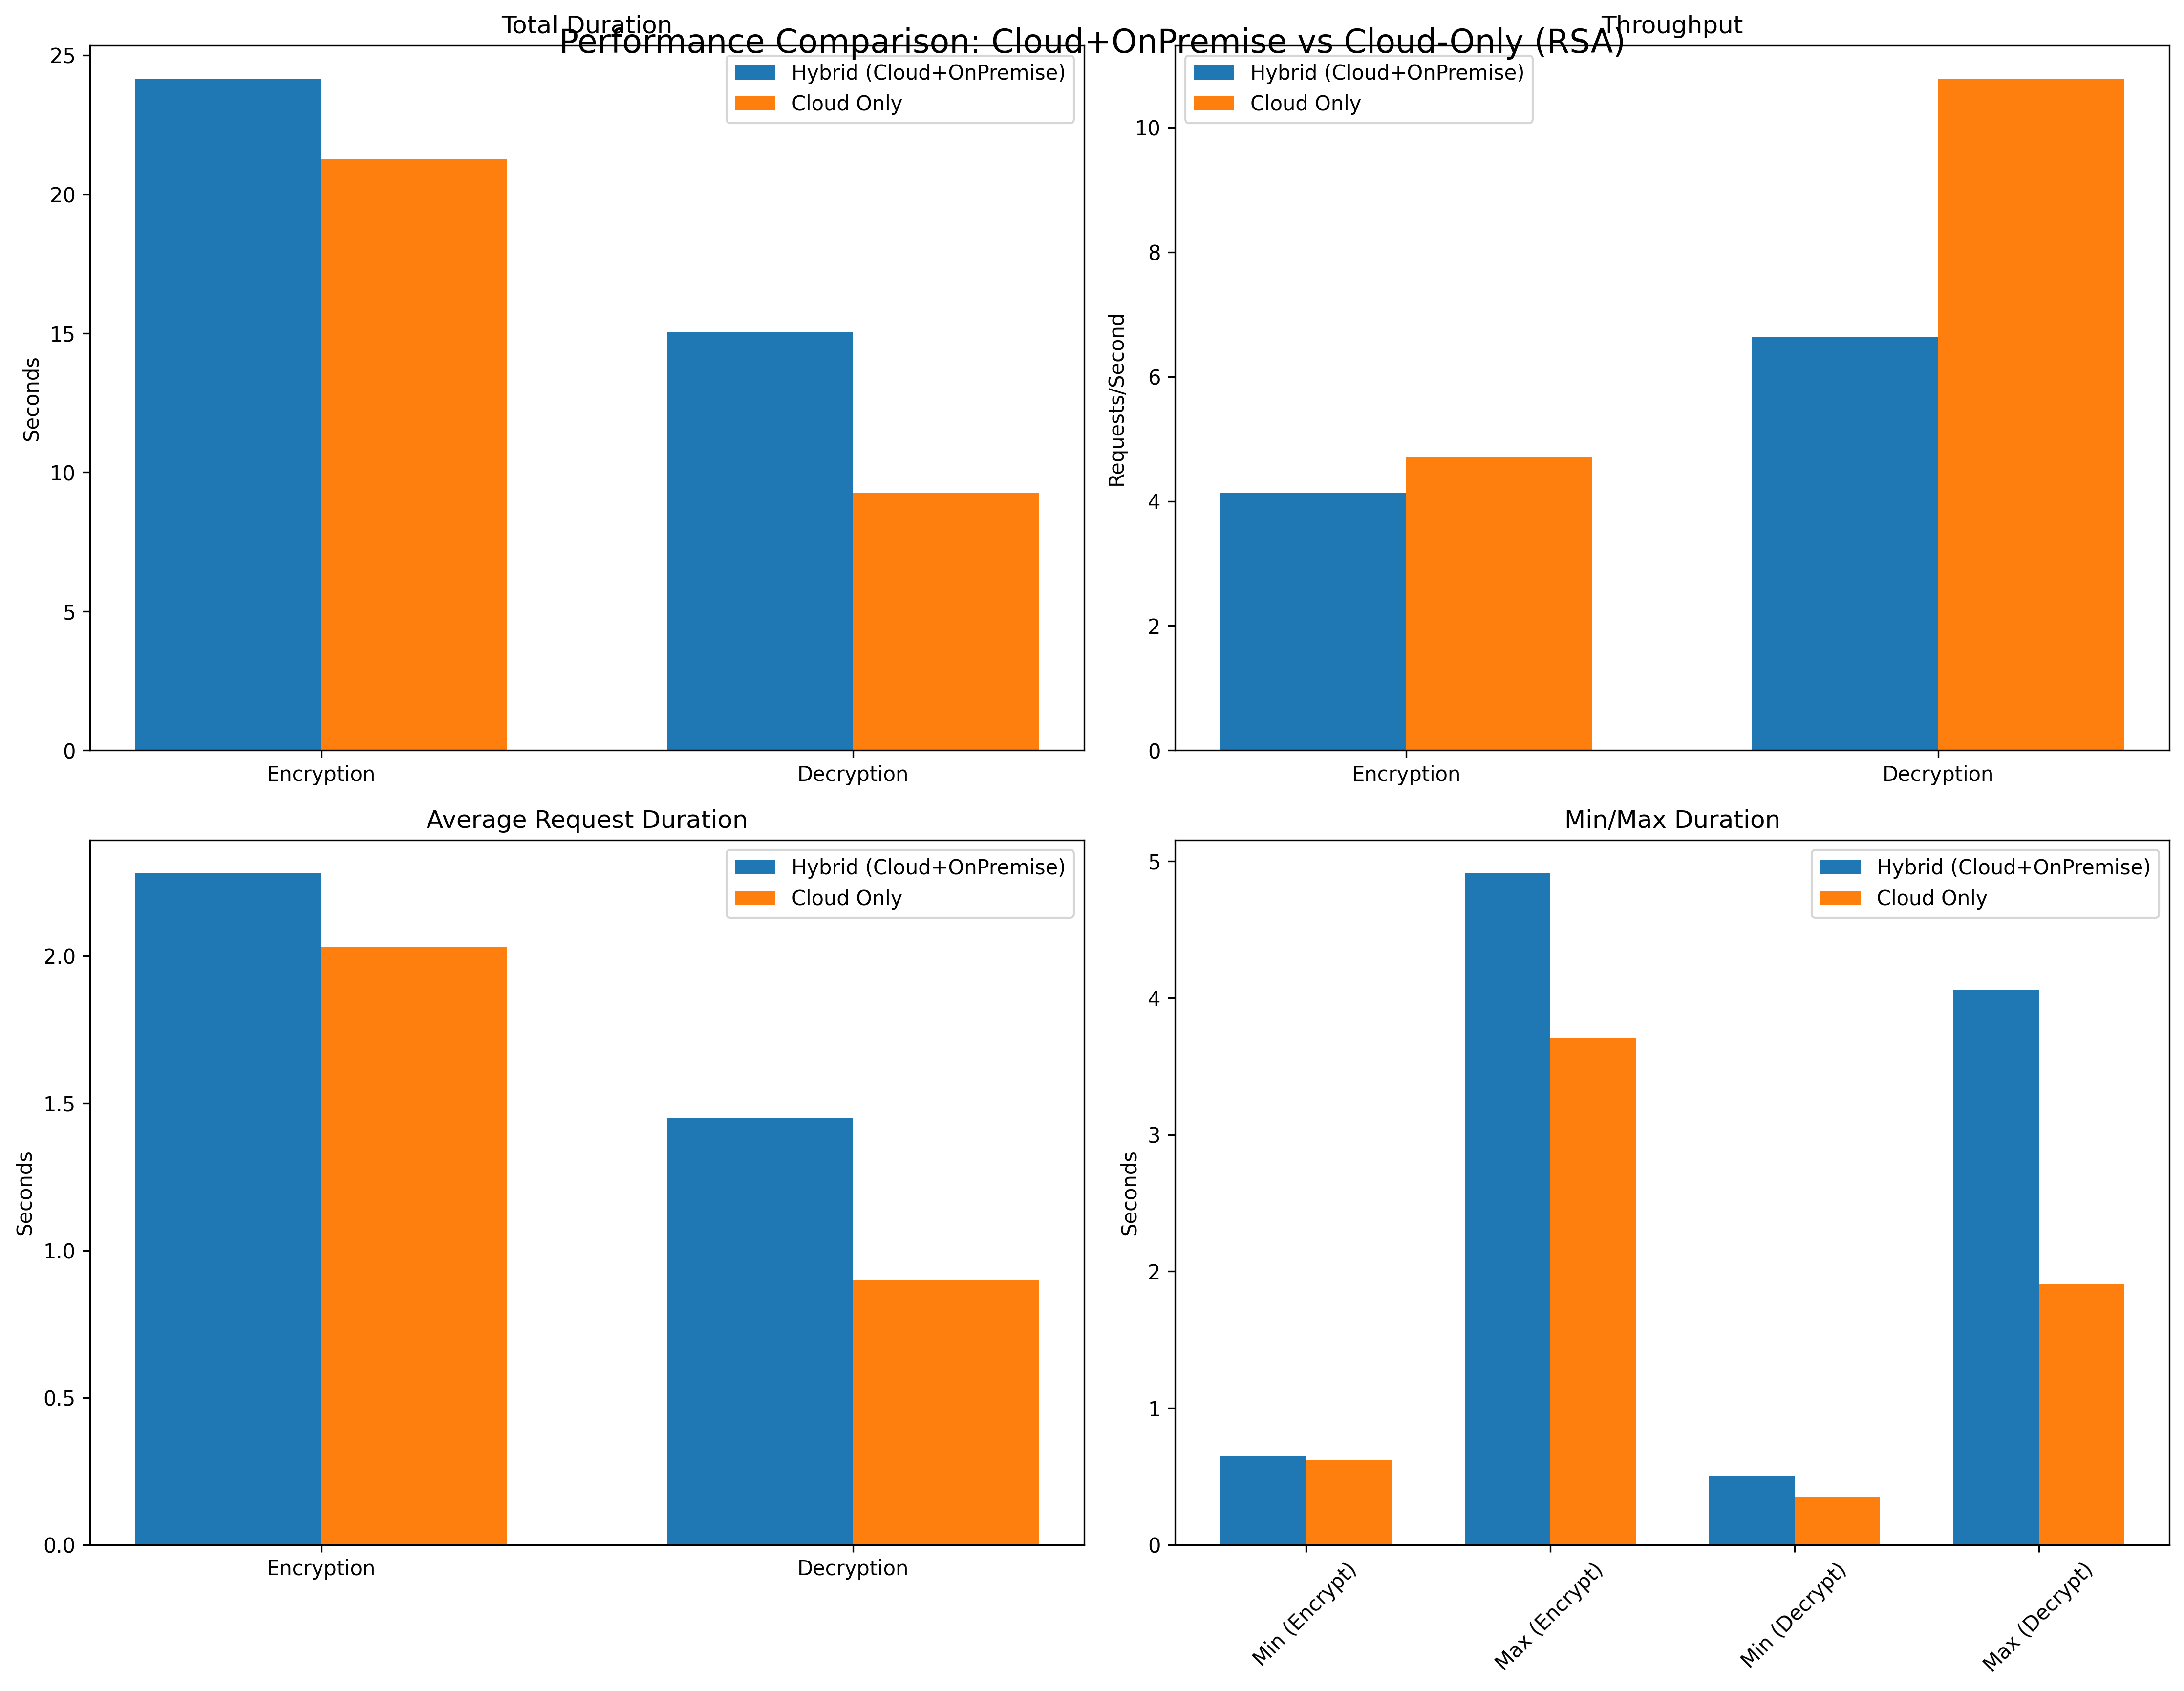 Performance Comparison: Cloud+OnPremise vs Cloud-Only (RSA)
Total Duration
25
20
15
10
5
0
Seconds
Hybrid (Cloud+OnPremise)
Cloud Only
Encryption
Decryption
Throughput
10
8
6
4
2
0
Requests/Second
Hybrid (Cloud+OnPremise)
Cloud Only
Encryption
Decryption
Average Request Duration
2.0
1.5
1.0
0.5
0.0
Seconds
Hybrid (Cloud+OnPremise)
Cloud Only
Encryption
Decryption
Min/Max Duration
5
4
3
2
1
0
Seconds
Hybrid (Cloud+OnPremise)
Cloud Only
Min (Encrypt)
Max (Encrypt)
Min (Decrypt)
Max (Decrypt)